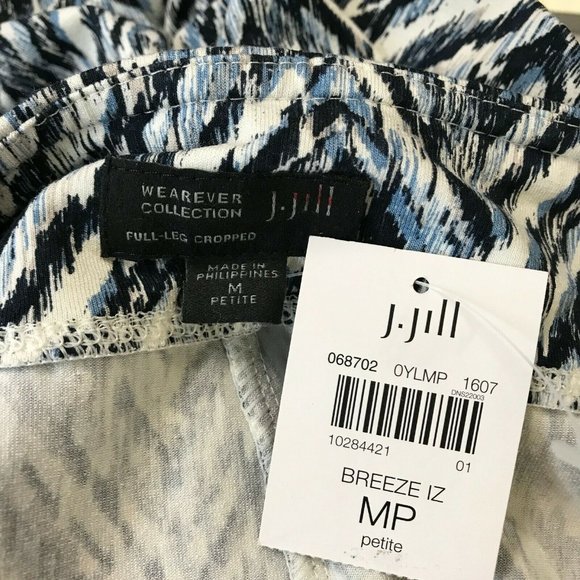 WEAREVER
COLLECTION
J.Jill
FULL-LEG CROPPED
MADE IN
PHILIPPINES
M
PETITE
J.Jill
068702 0YLMP 1607
DNS22003
10284421 01
BREEZE IZ
MP
petite